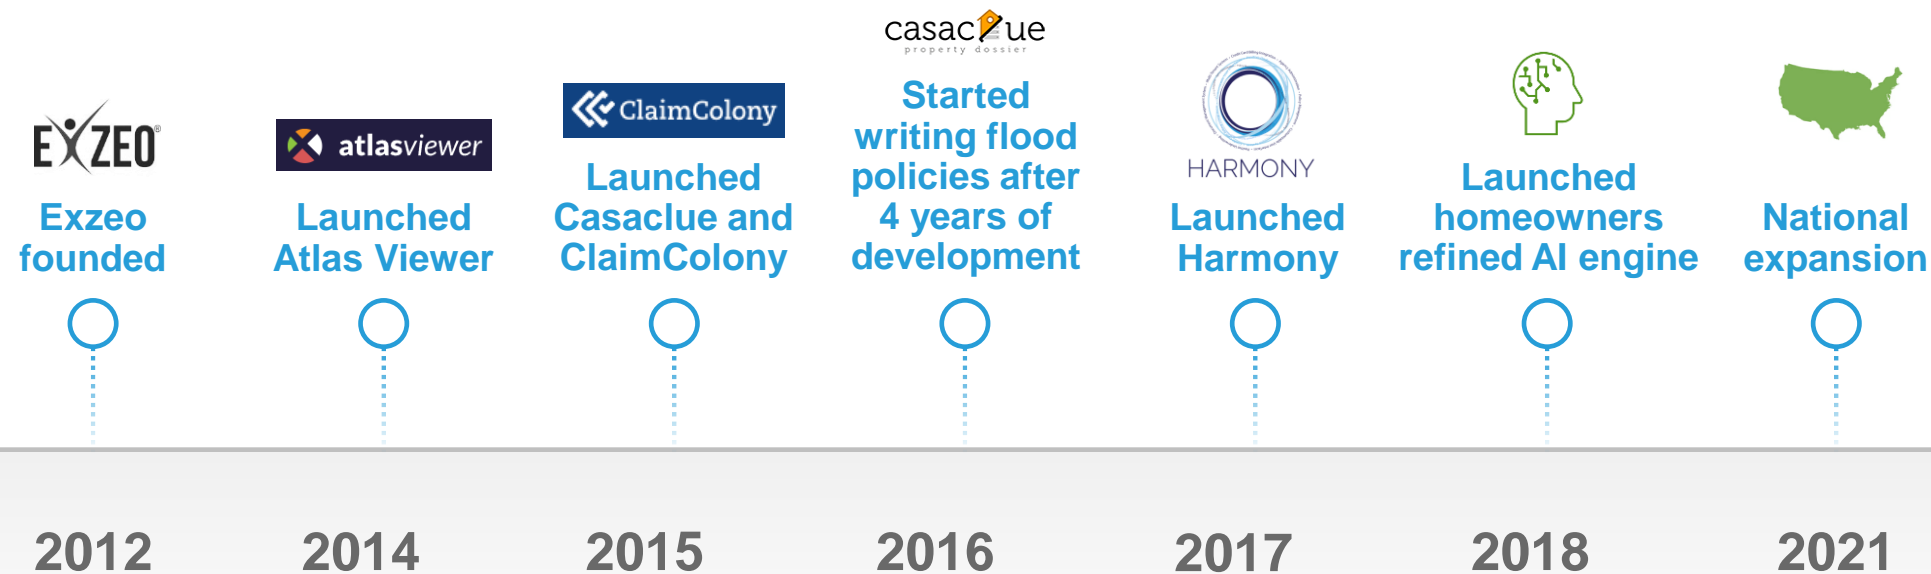 EXZEO®
Exzeo
founded
atlasviewer
Launched
Atlas Viewer
ClaimColony
Launched
Casaclue and
ClaimColony
casaclue
property dossier
Started
writing flood
policies after
4 years of
development
HARMONY
Launched
Harmony
Launched
homeowners
refined AI engine
National
expansion
2012
2014
2015
2016
2017
2018
2021